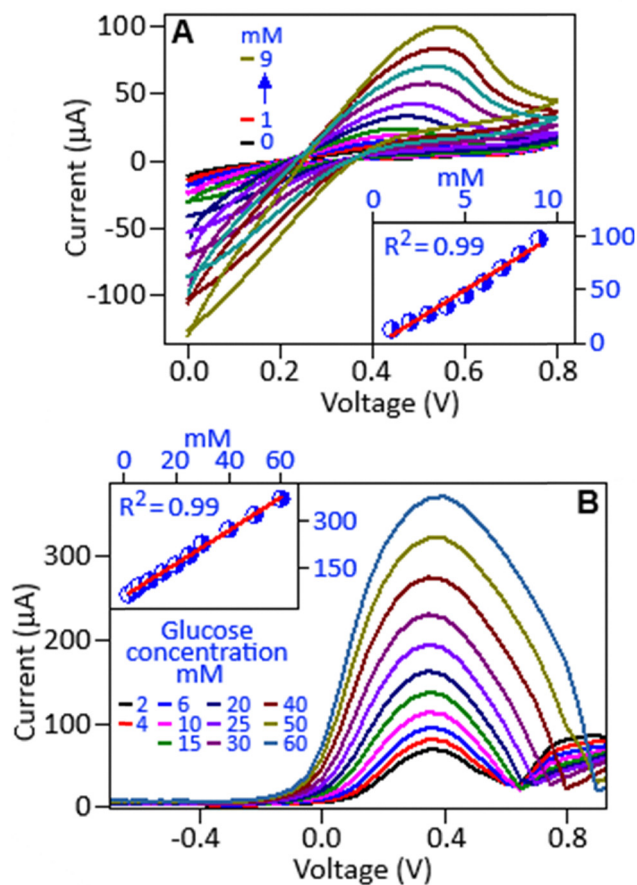 A
mM
9
1
0
100
50
0
-50
-100
Current (µA)
mM
0 5 10
R² = 0.99
100
50
0
0.0 0.2 0.4 0.6 0.8
Voltage (V)
mM
0 20 40 60
R² = 0.99
300
150
B
300
200
100
0
Current (µA)
Glucose
concentration
mM
2 6 20 40
4 10 25 50
15 30 60
-0.4 0.0 0.4 0.8
Voltage (V)